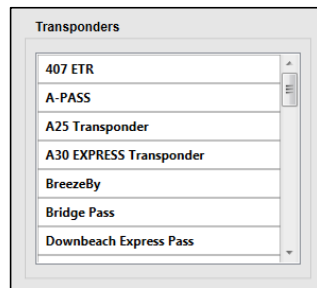 Transponders
407 ETR
A-PASS
A25 Transponder
A30 EXPRESS Transponder
BreezeBy
Bridge Pass
Downbeach Express Pass